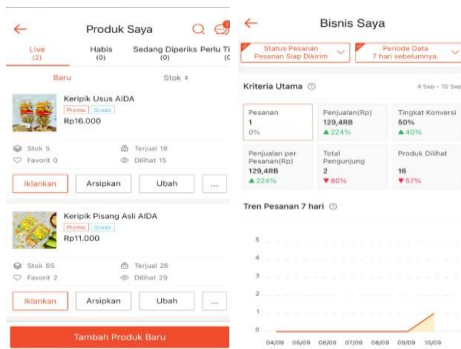 Produk Saya
Live
(2)
Habis
(0)
Sedang Diperiks
(0)
Perlu Ti
(0
Baru
Stok
Keripik Usus AIDA
Promo
Grosir
Rp16.000
Stok 5
Terjual 18
Favorit 0
Dilihat 15
Iklankan
Arsipkan
Ubah
...
Keripik Pisang Asli AIDA
Promo
Grosir
Rp11.000
Stok 65
Terjual 26
Favorit 2
Dilihat 29
Iklankan
Arsipkan
Ubah
...
Tambah Produk Baru
Bisnis Saya
Status Pesanan
Pesanan Siap Dikirim
Periode Data
7 hari sebelumnya.
Kriteria Utama
4 Sep - 10 Sep
Pesanan
1
0%
Penjualan(Rp)
129,4RB
▲ 224%
Tingkat Konversi
50%
▲ 40%
Penjualan per
Pesanan(Rp)
129,4RB
▲ 224%
Total
Pengunjung
2
▼ 80%
Produk Dilihat
16
▼ 57%
Tren Pesanan 7 hari
5
4
3
2
1
0
04/09 05/09 06/09 07/09 08/09 09/09 10/09